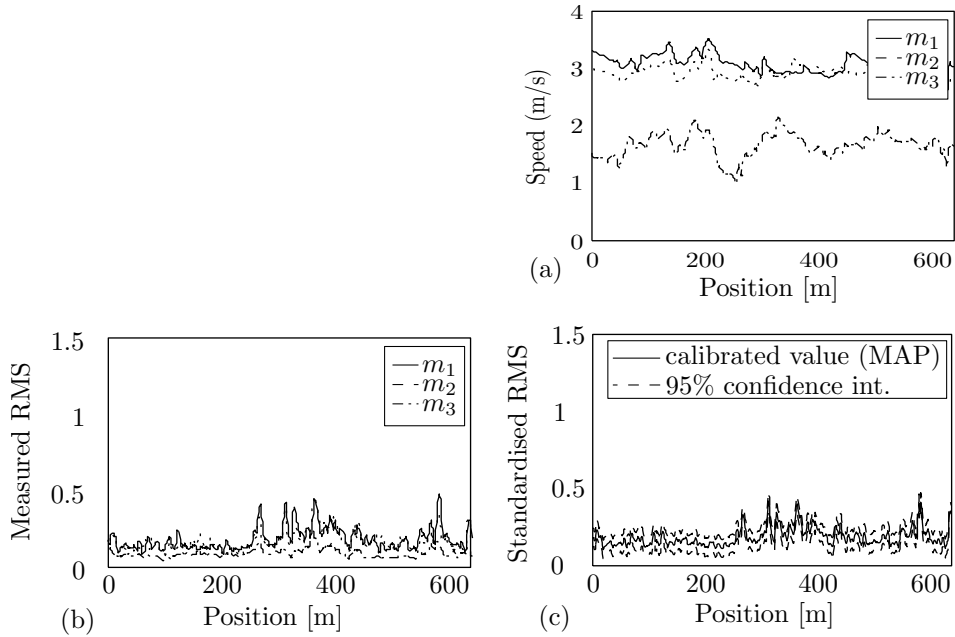 4
3
2
1
0
Speed (m/s)
m1
m2
m3
0
200
400
600
(a)
Position [m]
1.5
1
0.5
0
Measured RMS
m1
m2
m3
0
200
400
600
(b)
Position [m]
1.5
1
0.5
0
Standardised RMS
calibrated value (MAP)
95% confidence int.
0
200
400
600
(c)
Position [m]